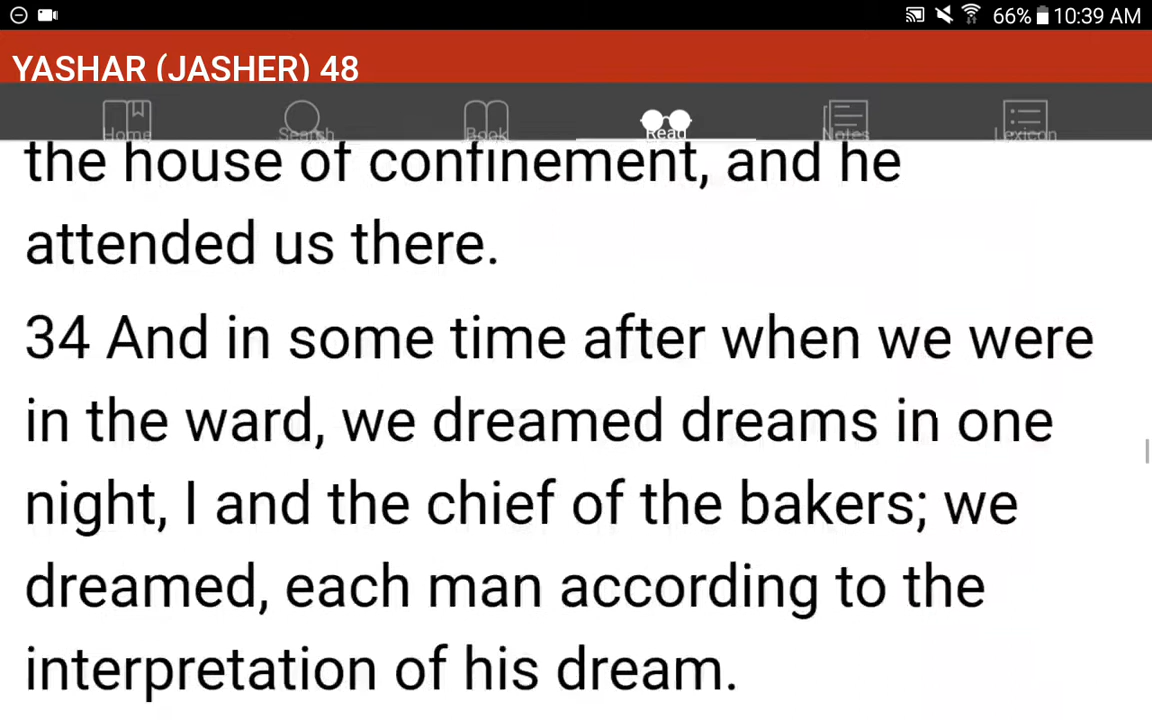 66% 10:39 AM
YASHAR (JASHER) 48
Home Search Book Read Notes Lexicon
the house of confinement, and he
attended us there.
34 And in some time after when we were
in the ward, we dreamed dreams in one
night, I and the chief of the bakers; we
dreamed, each man according to the
interpretation of his dream.